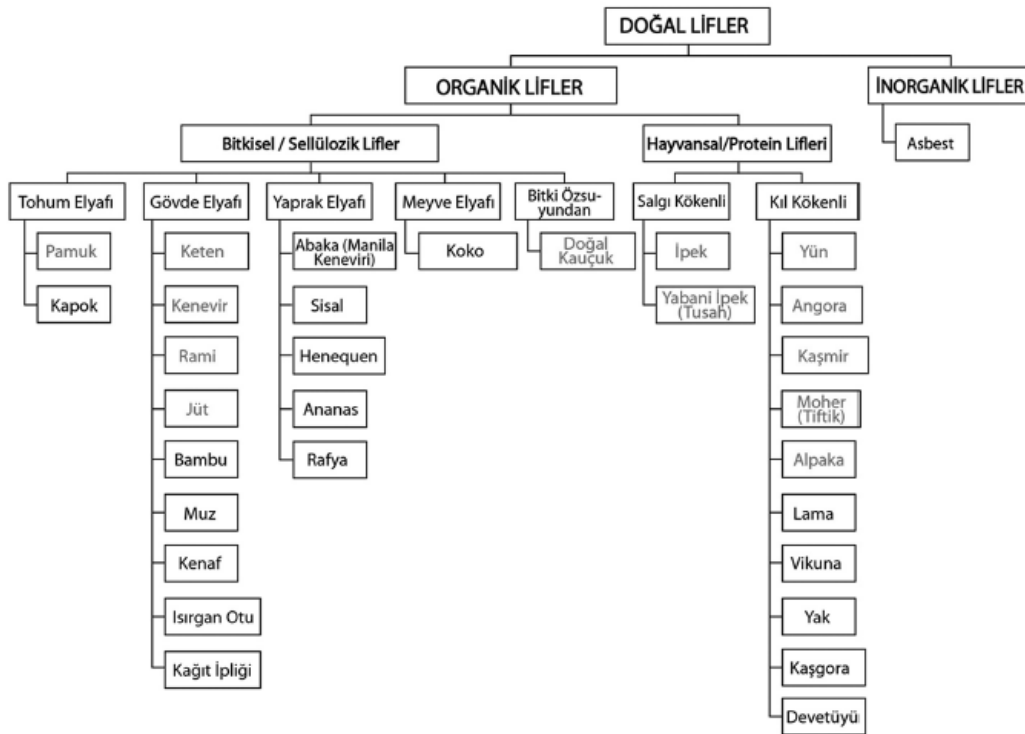 DOĞAL LİFLER
ORGANİK LİFLER
İNORGANİK LİFLER
Asbest
Bitkisel / Sellülozik Lifler
Hayvansal/Protein Lifleri
Tohum Elyafı
Pamuk
Kapok
Gövde Elyafı
Keten
Kenevir
Rami
Jüt
Bambu
Muz
Kenaf
Isırgan Otu
Kağıt İpliği
Yaprak Elyafı
Abaka (Manila
Keneviri)
Sisal
Henequen
Ananas
Rafya
Meyve Elyafı
Koko
Bitki Özsu-
yundan
Doğal
Kauçuk
Salgı Kökenli
İpek
Yabani İpek
(Tusah)
Kıl Kökenli
Yün
Angora
Kaşmir
Moher
(Tiftik)
Alpaka
Lama
Vikuna
Yak
Kaşgora
Devetüyü